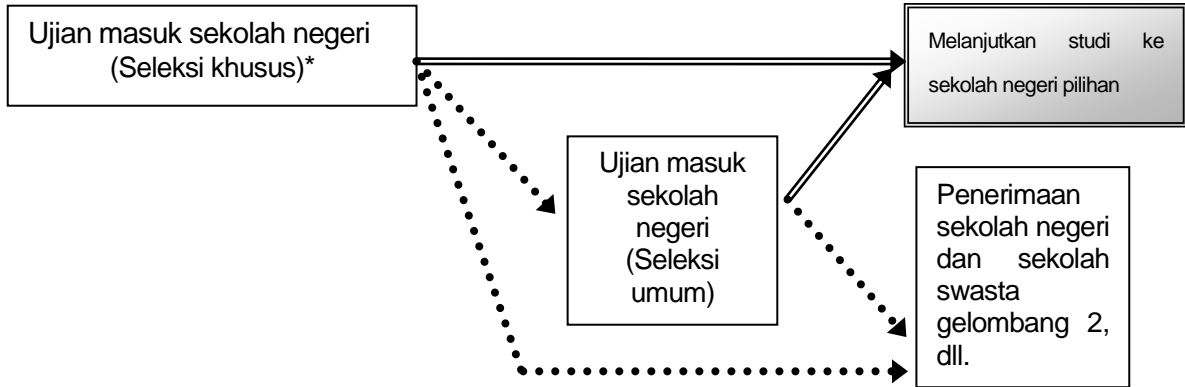 Ujian masuk sekolah negeri
(Seleksi khusus)*
Melanjutkan studi ke
sekolah negeri pilihan
Ujian masuk
sekolah
negeri
(Seleksi
umum)
Penerimaan
sekolah negeri
dan sekolah
swasta
gelombang 2,
dll.